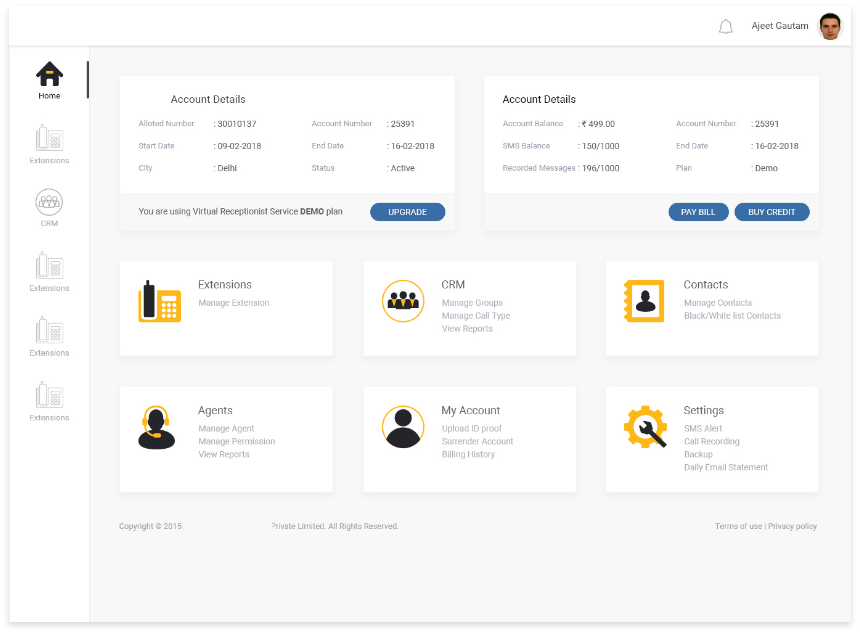 Ajeet Gautam
Home
Extensions
CRM
Extensions
Extensions
Extensions
Account Details
Alloted Number : 30010137 Account Number : 25391
Start Date : 09-02-2018 End Date : 16-02-2018
City : Delhi Status : Active
You are using Virtual Receptionist Service DEMO plan UPGRADE
Account Details
Account Balance : ₹ 499.00 Account Number : 25391
SMS Balance : 150/1000 End Date : 16-02-2018
Recorded Messages : 196/1000 Plan : Demo
PAY BILL BUY CREDIT
Extensions
Manage Extension
CRM
Manage Groups
Manage Call Type
View Reports
Contacts
Manage Contacts
Black/White list Contacts
Agents
Manage Agent
Manage Permission
View Reports
My Account
Upload ID proof
Surrender Account
Billing History
Settings
SMS Alert
Call Recording
Backup
Daily Email Statement
Copyright © 2015 Private Limited. All Rights Reserved. Terms of use | Privacy policy